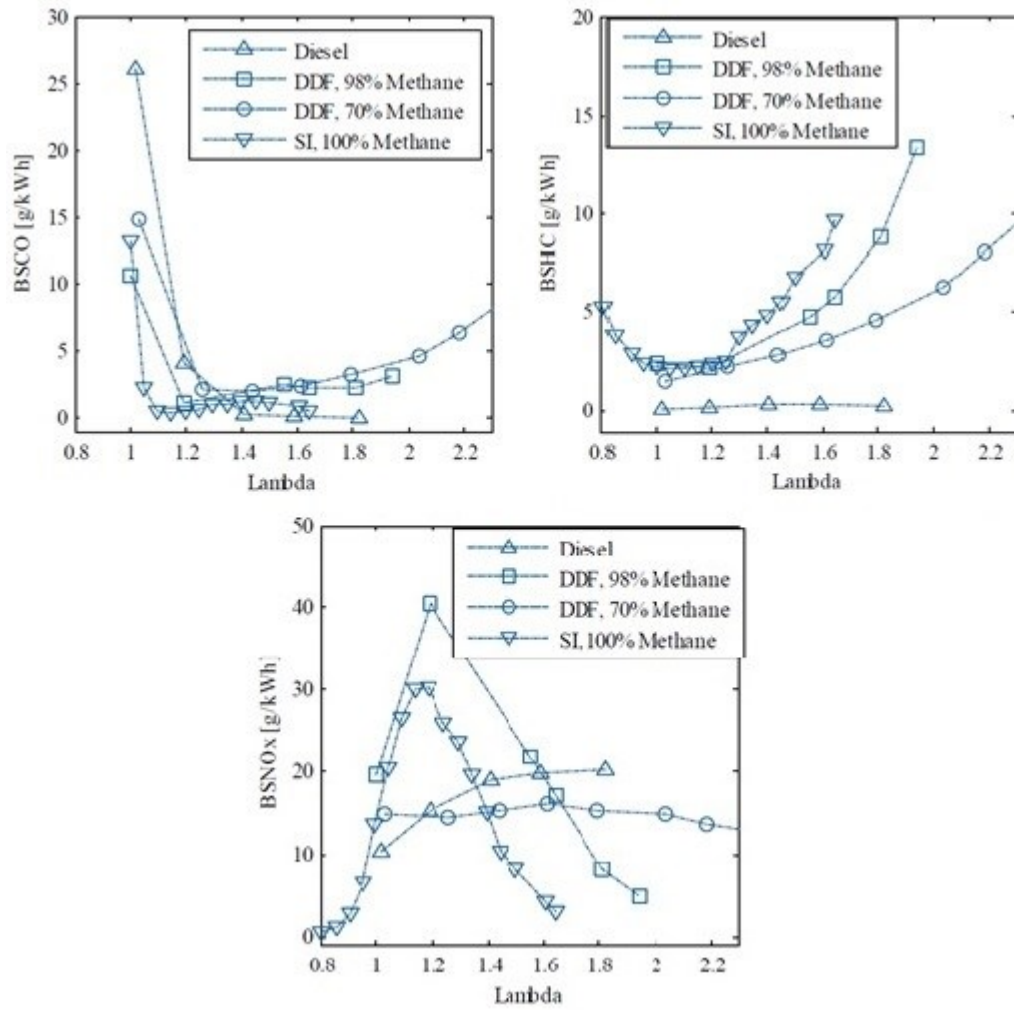 30
25
20
15
10
5
0
BSCO [g/kWh]
Diesel
DDF, 98% Methane
DDF, 70% Methane
SI, 100% Methane
0.8 1 1.2 1.4 1.6 1.8 2 2.2
Lambda
20
15
10
5
0
BSHC [g/kWh]
Diesel
DDF, 98% Methane
DDF, 70% Methane
SI, 100% Methane
0.8 1 1.2 1.4 1.6 1.8 2 2.2
Lambda
50
40
30
20
10
0
BSNOx [g/kWh]
Diesel
DDF, 98% Methane
DDF, 70% Methane
SI, 100% Methane
0.8 1 1.2 1.4 1.6 1.8 2 2.2
Lambda